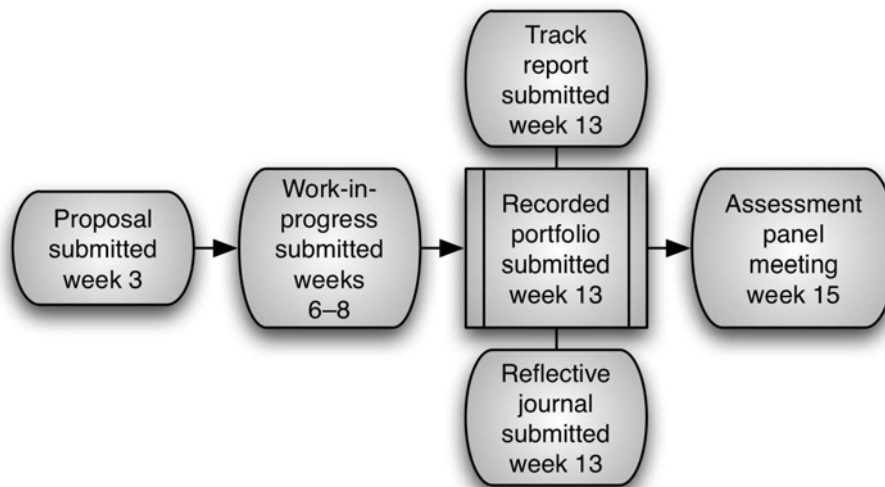 Track
report
submitted
week 13
Proposal
submitted
week 3
Work-in-
progress
submitted
weeks
6–8
Recorded
portfolio
submitted
week 13
Assessment
panel
meeting
week 15
Reflective
journal
submitted
week 13